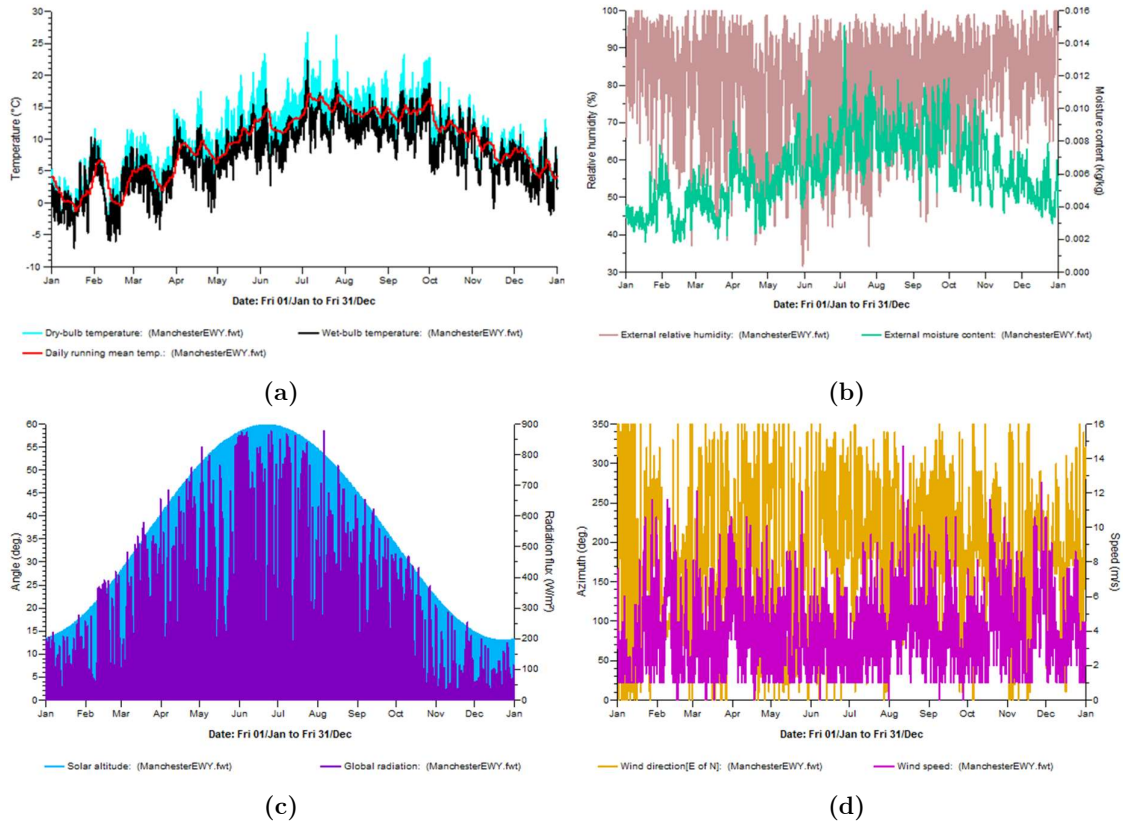 30
25
20
15
10
5
0
-5
-10
Temperature (°C)
Jan Feb Mar Apr May Jun Jul Aug Sep Oct Nov Dec Jan
Date: Fri 01/Jan to Fri 31/Dec
Dry-bulb temperature: (ManchesterEWY.fwt) Wet-bulb temperature: (ManchesterEWY.fwt)
Daily running mean temp.: (ManchesterEWY.fwt)
(a)
100
90
80
70
60
50
40
30
Relative humidity (%)
0.016
0.014
0.012
0.010
0.008
0.006
0.004
0.002
0.000
Moisture content (kg/kg)
Jan Feb Mar Apr May Jun Jul Aug Sep Oct Nov Dec Jan
Date: Fri 01/Jan to Fri 31/Dec
External relative humidity: (ManchesterEWY.fwt) External moisture content: (ManchesterEWY.fwt)
(b)
60
55
50
45
40
35
30
25
20
15
10
5
0
Angle (deg.)
900
800
700
600
500
400
300
200
100
0
Radiation flux (W/m²)
Jan Feb Mar Apr May Jun Jul Aug Sep Oct Nov Dec Jan
Date: Fri 01/Jan to Fri 31/Dec
Solar altitude: (ManchesterEWY.fwt) Global radiation: (ManchesterEWY.fwt)
(c)
350
300
250
200
150
100
50
0
Azimuth (deg.)
16
14
12
10
8
6
4
2
0
Speed (m/s)
Jan Feb Mar Apr May Jun Jul Aug Sep Oct Nov Dec Jan
Date: Fri 01/Jan to Fri 31/Dec
Wind direction[E of N]: (ManchesterEWY.fwt) Wind speed: (ManchesterEWY.fwt)
(d)